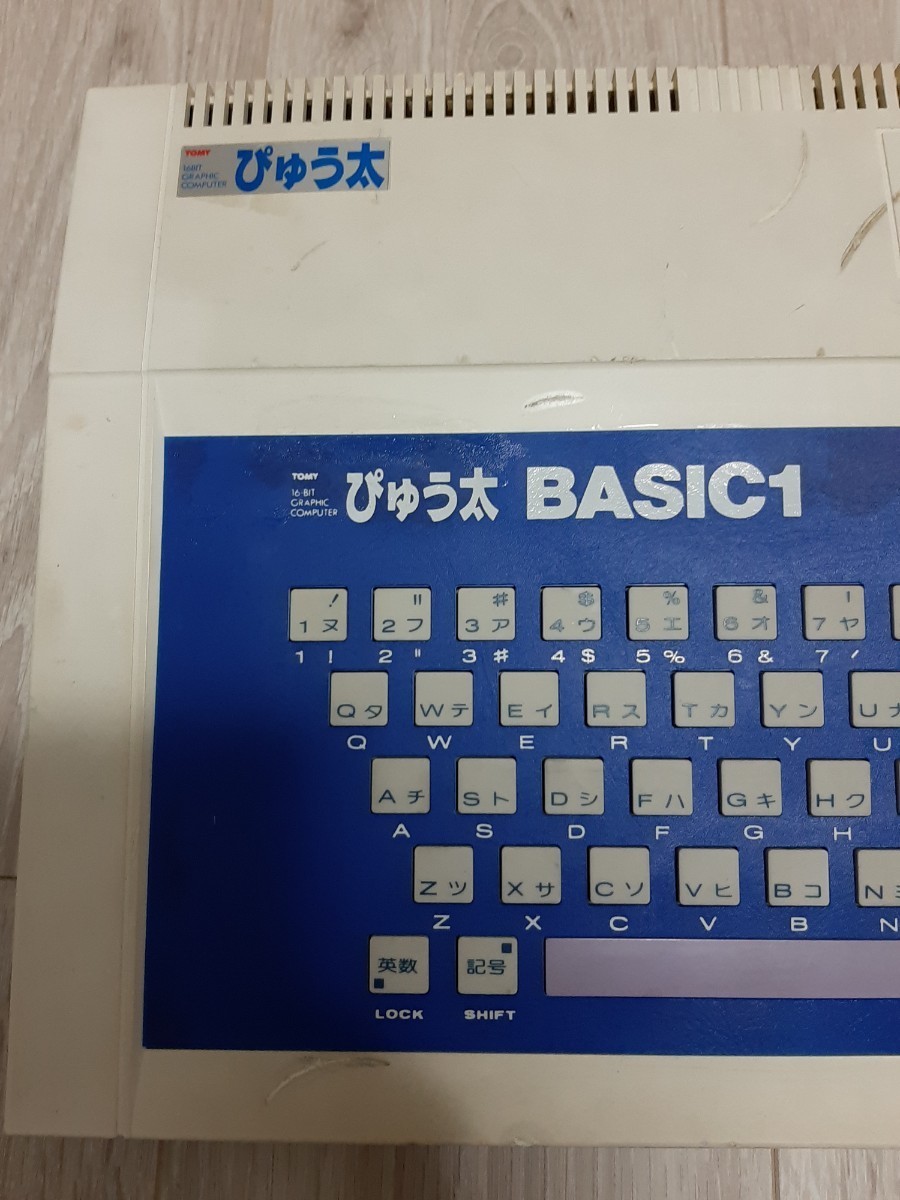 TOMY
16BIT
GRAPHIC
COMPUTER
ぴゅう太
TOMY
16-BIT
GRAPHIC
COMPUTER
ぴゅう太 BASIC1
! " # $ % & '
1ヌ 2フ 3ア 4ウ 5エ 6オ 7ヤ
1 ! 2 " 3 # 4 $ 5 % 6 & 7 '
Qタ Wテ Eイ Rス Tカ Yン Uナ
Q W E R T Y U
Aチ Sト Dシ Fハ Gキ Hク
A S D F G H
Zツ Xサ Cソ Vヒ Bコ N
Z X C V B N
英数 記号
LOCK SHIFT